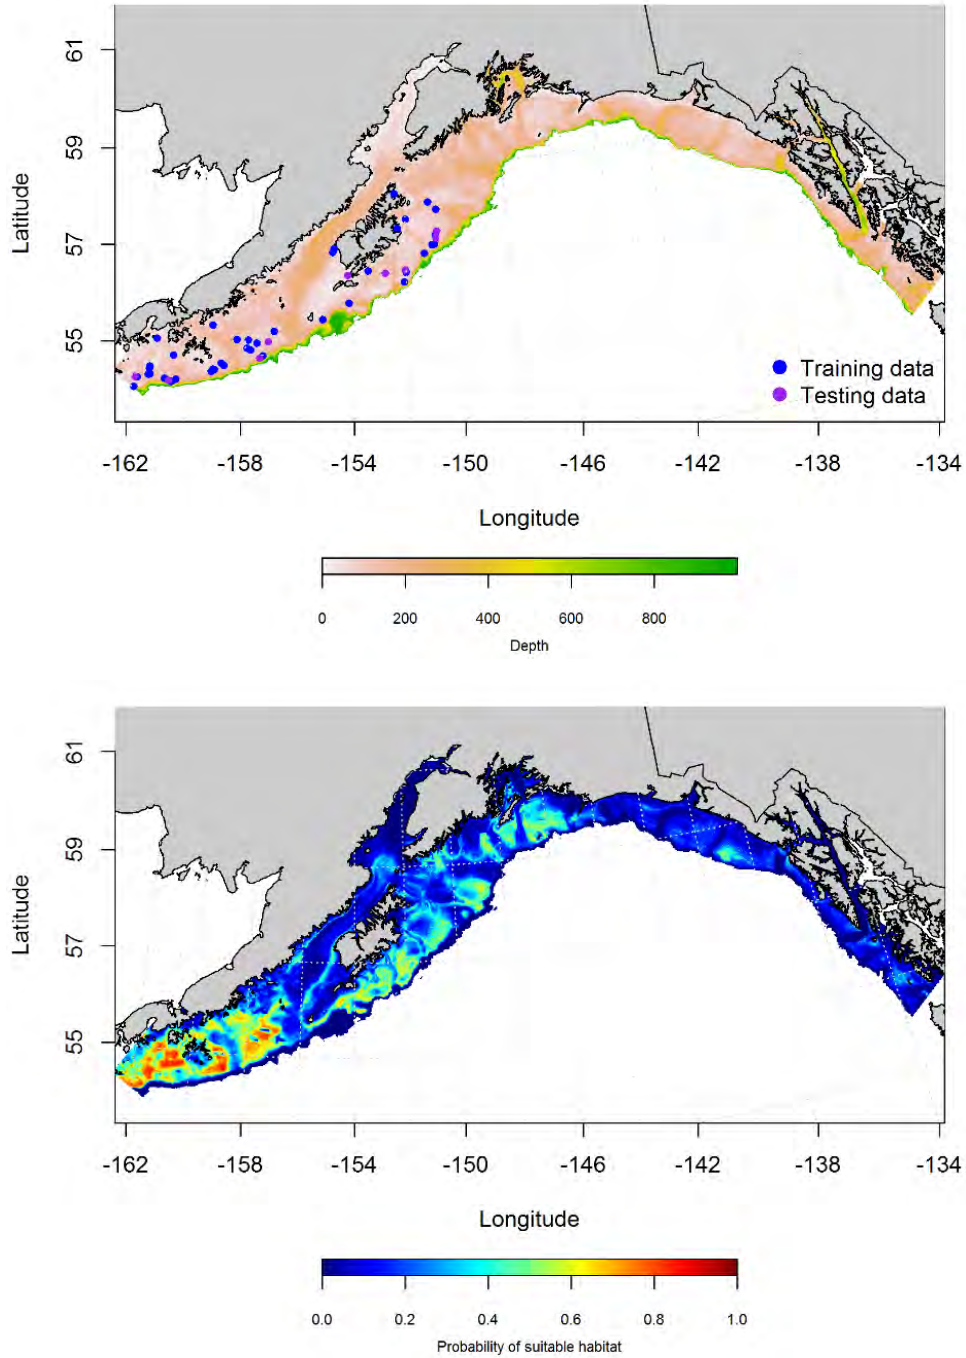 61
59
57
55
Latitude
Training data
Testing data
-162 -158 -154 -150 -146 -142 -138 -134
Longitude
0 200 400 600 800
Depth
61
59
57
55
Latitude
-162 -158 -154 -150 -146 -142 -138 -134
Longitude
0.0 0.2 0.4 0.6 0.8 1.0
Probability of suitable habitat